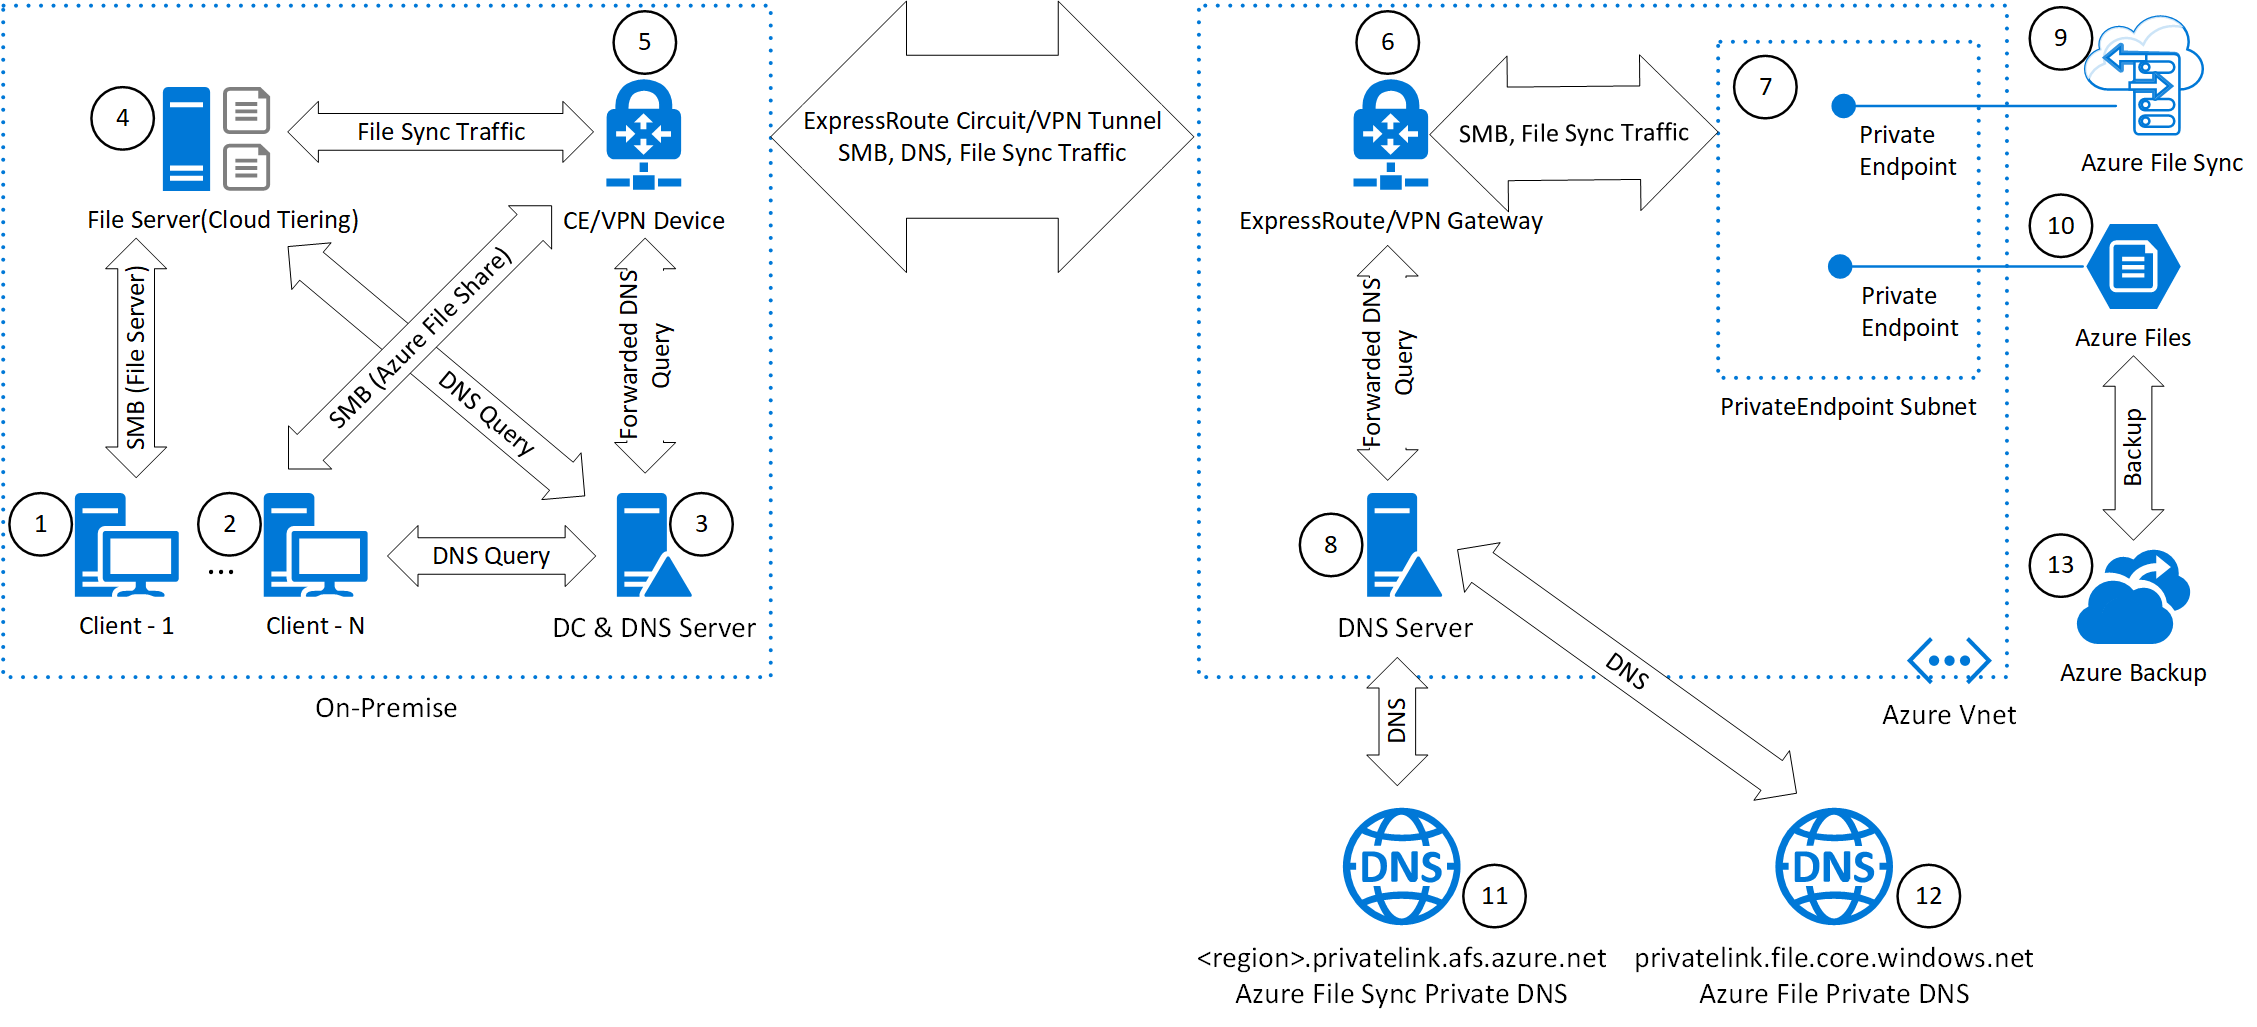 4
File Server(Cloud Tiering)
File Sync Traffic
5
CE/VPN Device
SMB (File Server)
SMB (Azure File Share)
DNS Query
Forwarded DNS
Query
1
Client - 1
...
2
Client - N
DNS Query
3
DC & DNS Server
On-Premise
ExpressRoute Circuit/VPN Tunnel
SMB, DNS, File Sync Traffic
6
ExpressRoute/VPN Gateway
SMB, File Sync Traffic
7
Private
Endpoint
Private
Endpoint
PrivateEndpoint Subnet
Forwarded DNS
Query
8
DNS Server
DNS
DNS
Azure Vnet
9
Azure File Sync
10
Azure Files
Backup
13
Azure Backup
DNS
11
<region>.privatelink.afs.azure.net
Azure File Sync Private DNS
DNS
12
privatelink.file.core.windows.net
Azure File Private DNS